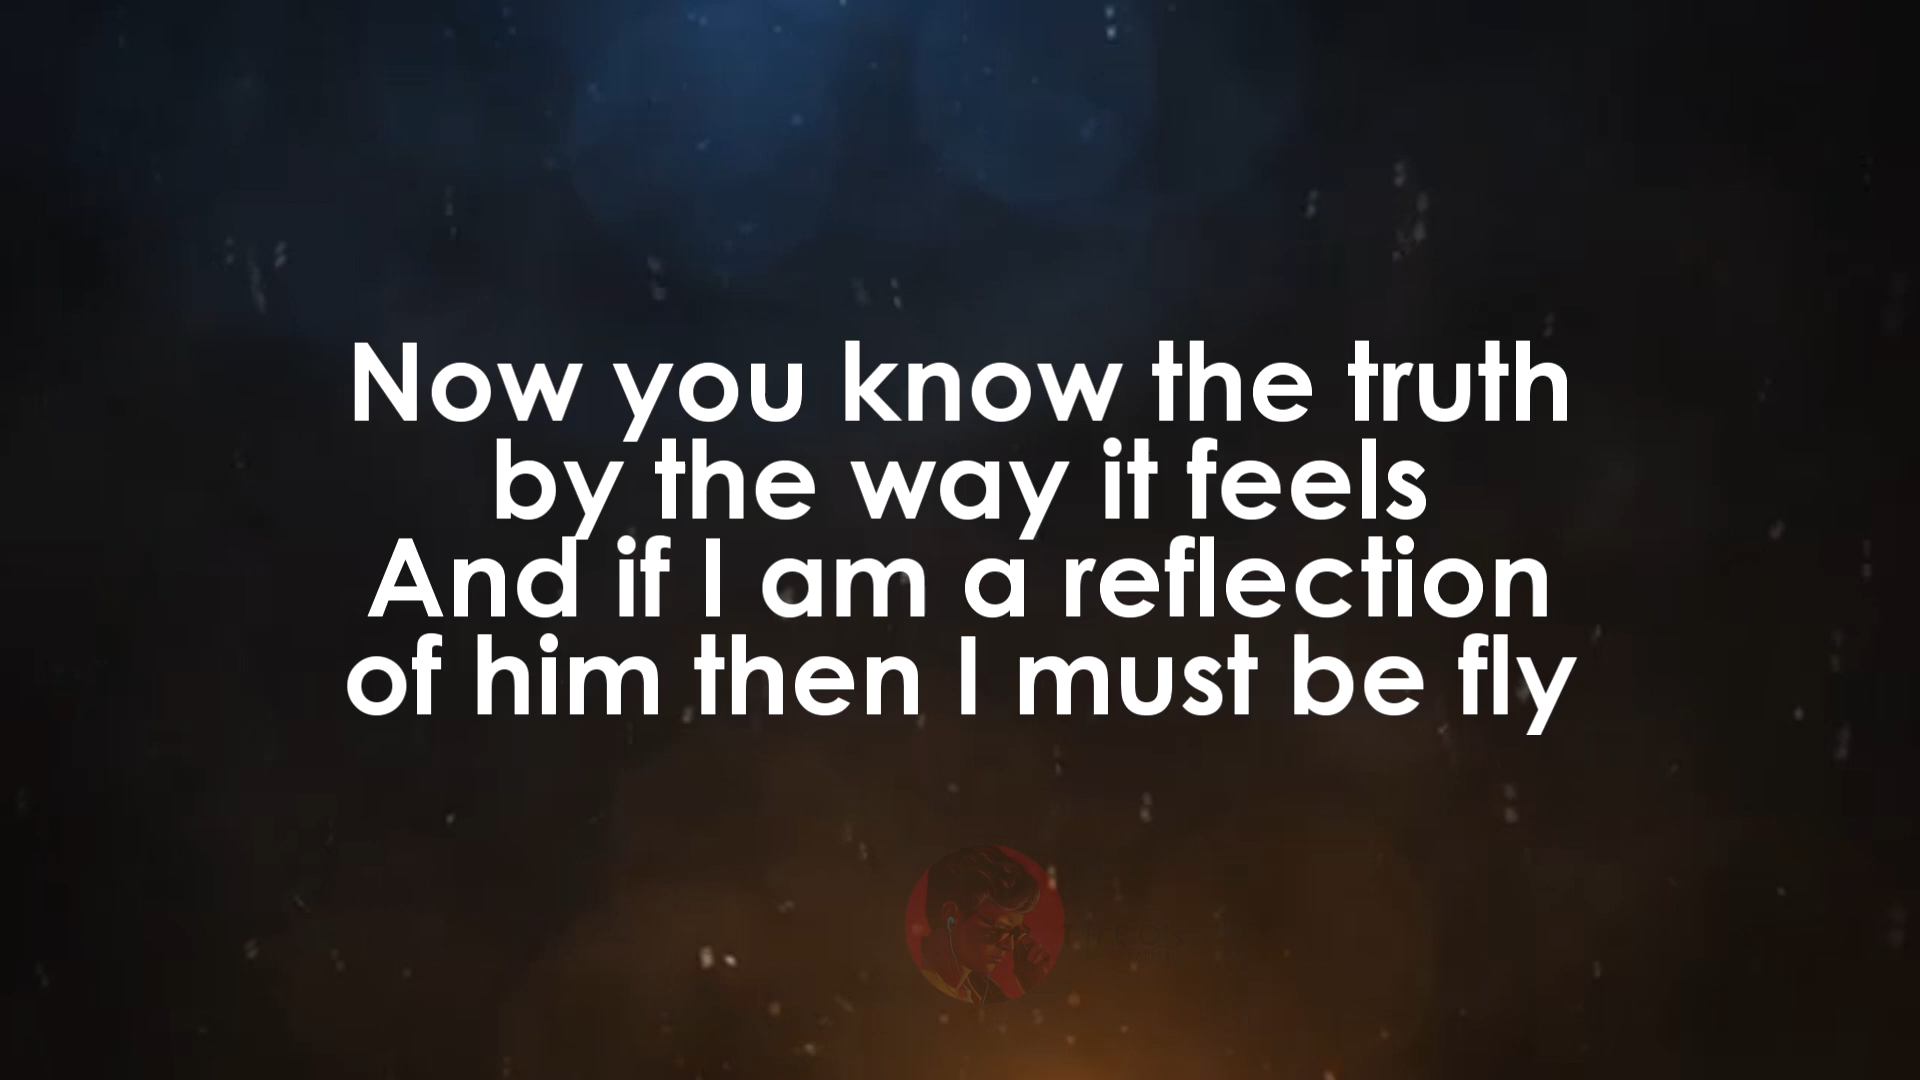 Now you know the truth
by the way it feels
And if I am a reflection
of him then I must be fly